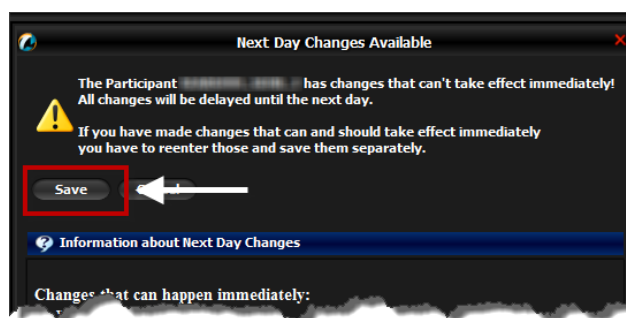 Next Day Changes Available
The Participant has changes that can't take effect immediately!
All changes will be delayed until the next day.
If you have made changes that can and should take effect immediately
you have to reenter those and save them separately.
Save
Information about Next Day Changes
Changes that can happen immediately: